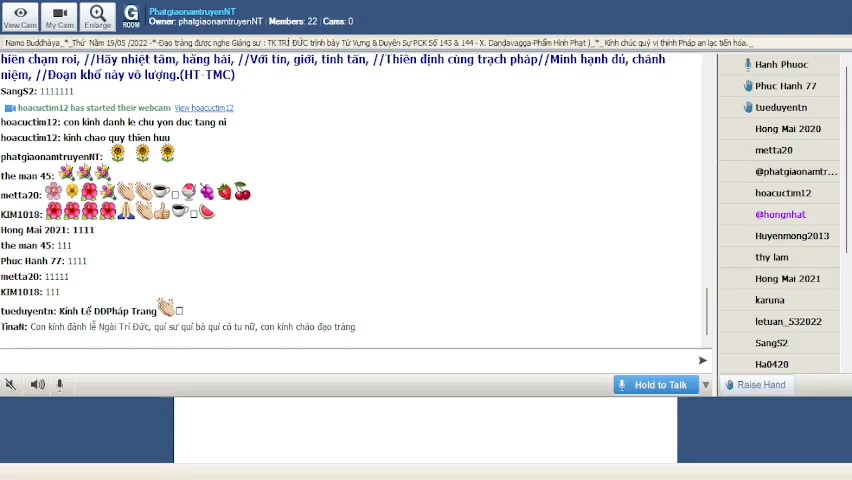 View Cam
My Cam
Enlarge
G
ROOM
PhatgiaonamtruyenNT
Owner: phatgiaonamtruyenNT | Members: 22 | Cams: 0
Namo Buddhàya_*_Thứ Năm 19/05 /2022 -*-Đạo tràng được nghe Giảng sư : TK TRÍ ĐỨC trình bày Từ Vựng & Duyên Sự PCK Số 143 & 144 - X. Daṇḍavagga-Phẩm Hình Phạt )_*_ Kính chúc quý vị thính Pháp an lạc tiến hóa._
hiền chạm roi, //Hãy nhiệt tâm, hăng hái, //Với tín, giới, tinh tấn, //Thiền định cùng trạch pháp//Minh hạnh đủ, chánh
niệm, //Đoạn khổ này vô lượng.(HT-TMC)
SangS2: 1111111
hoacuctim12 has started their webcam View hoacuctim12
hoacuctim12: con kinh danh le chu yon duc tang ni
hoacuctim12: kinh chao quy thien huu
phatgiaonamtruyenNT:
the man 45:
metta20:
KIM1018:
Hong Mai 2021: 1111
the man 45: 111
Phuc Hanh 77: 1111
metta20: 11111
KIM1018: 111
tueduyentn: Kính Lễ DDPháp Trang
TinaN: Con kính đảnh lễ Ngài Trí Đức, quí sư quí bà quí cô tu nữ, con kính chào đạo tràng
Hold to Talk
Hanh Phuoc
Phuc Hanh 77
tueduyentn
Hong Mai 2020
metta20
@phatgiaonamtr...
hoacuctim12
@hongnhat
Huyenmong2013
thy lam
Hong Mai 2021
karuna
letuan_532022
SangS2
Ha0420
Raise Hand